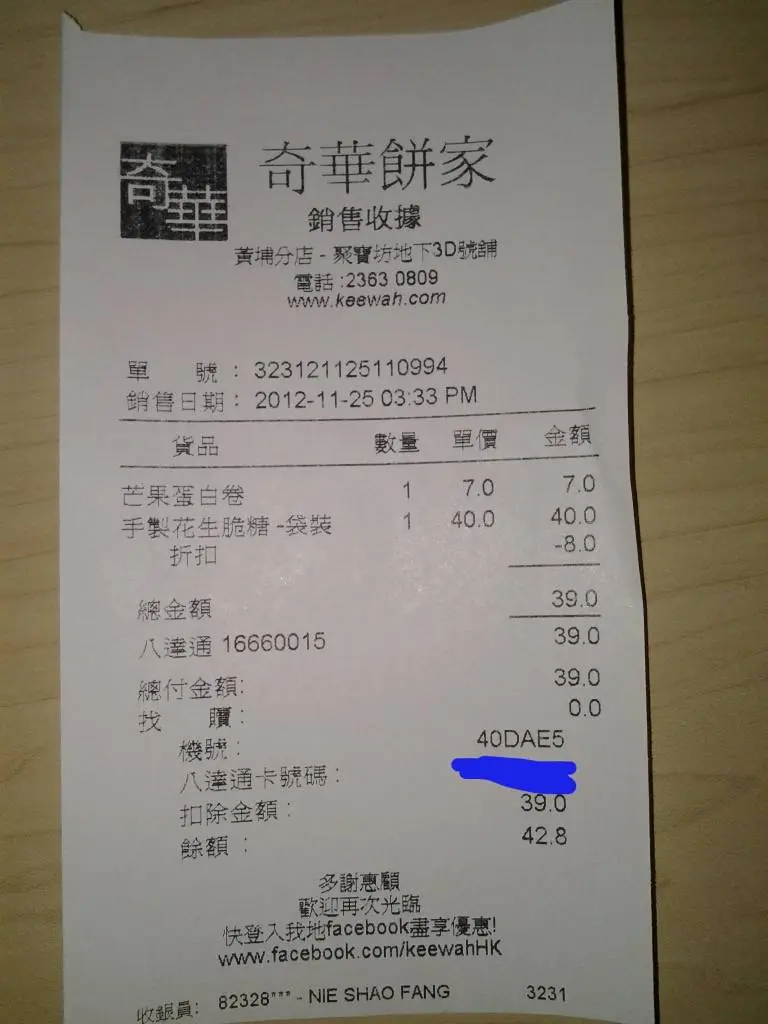 奇華
奇華餅家
銷售收據
黃埔分店 - 聚寶坊地下3D號舖
電話 :2363 0809
www.keewah.com
單 號 : 323121125110994
銷售日期 : 2012-11-25 03:33 PM
貨品 數量 單價 金額
芒果蛋白卷 1 7.0 7.0
手製花生脆糖 -袋裝 1 40.0 40.0
折扣 -8.0
總金額 39.0
八達通 16660015 39.0
總付金額: 39.0
找 贖 : 0.0
機號 : 40DAE5
八達通卡號碼 :
扣除金額 : 39.0
餘額 : 42.8
多謝惠顧
歡迎再次光臨
快登入我地facebook盡享優惠!
www.facebook.com/keewahHK
收銀員: 82328*** - NIE SHAO FANG 3231